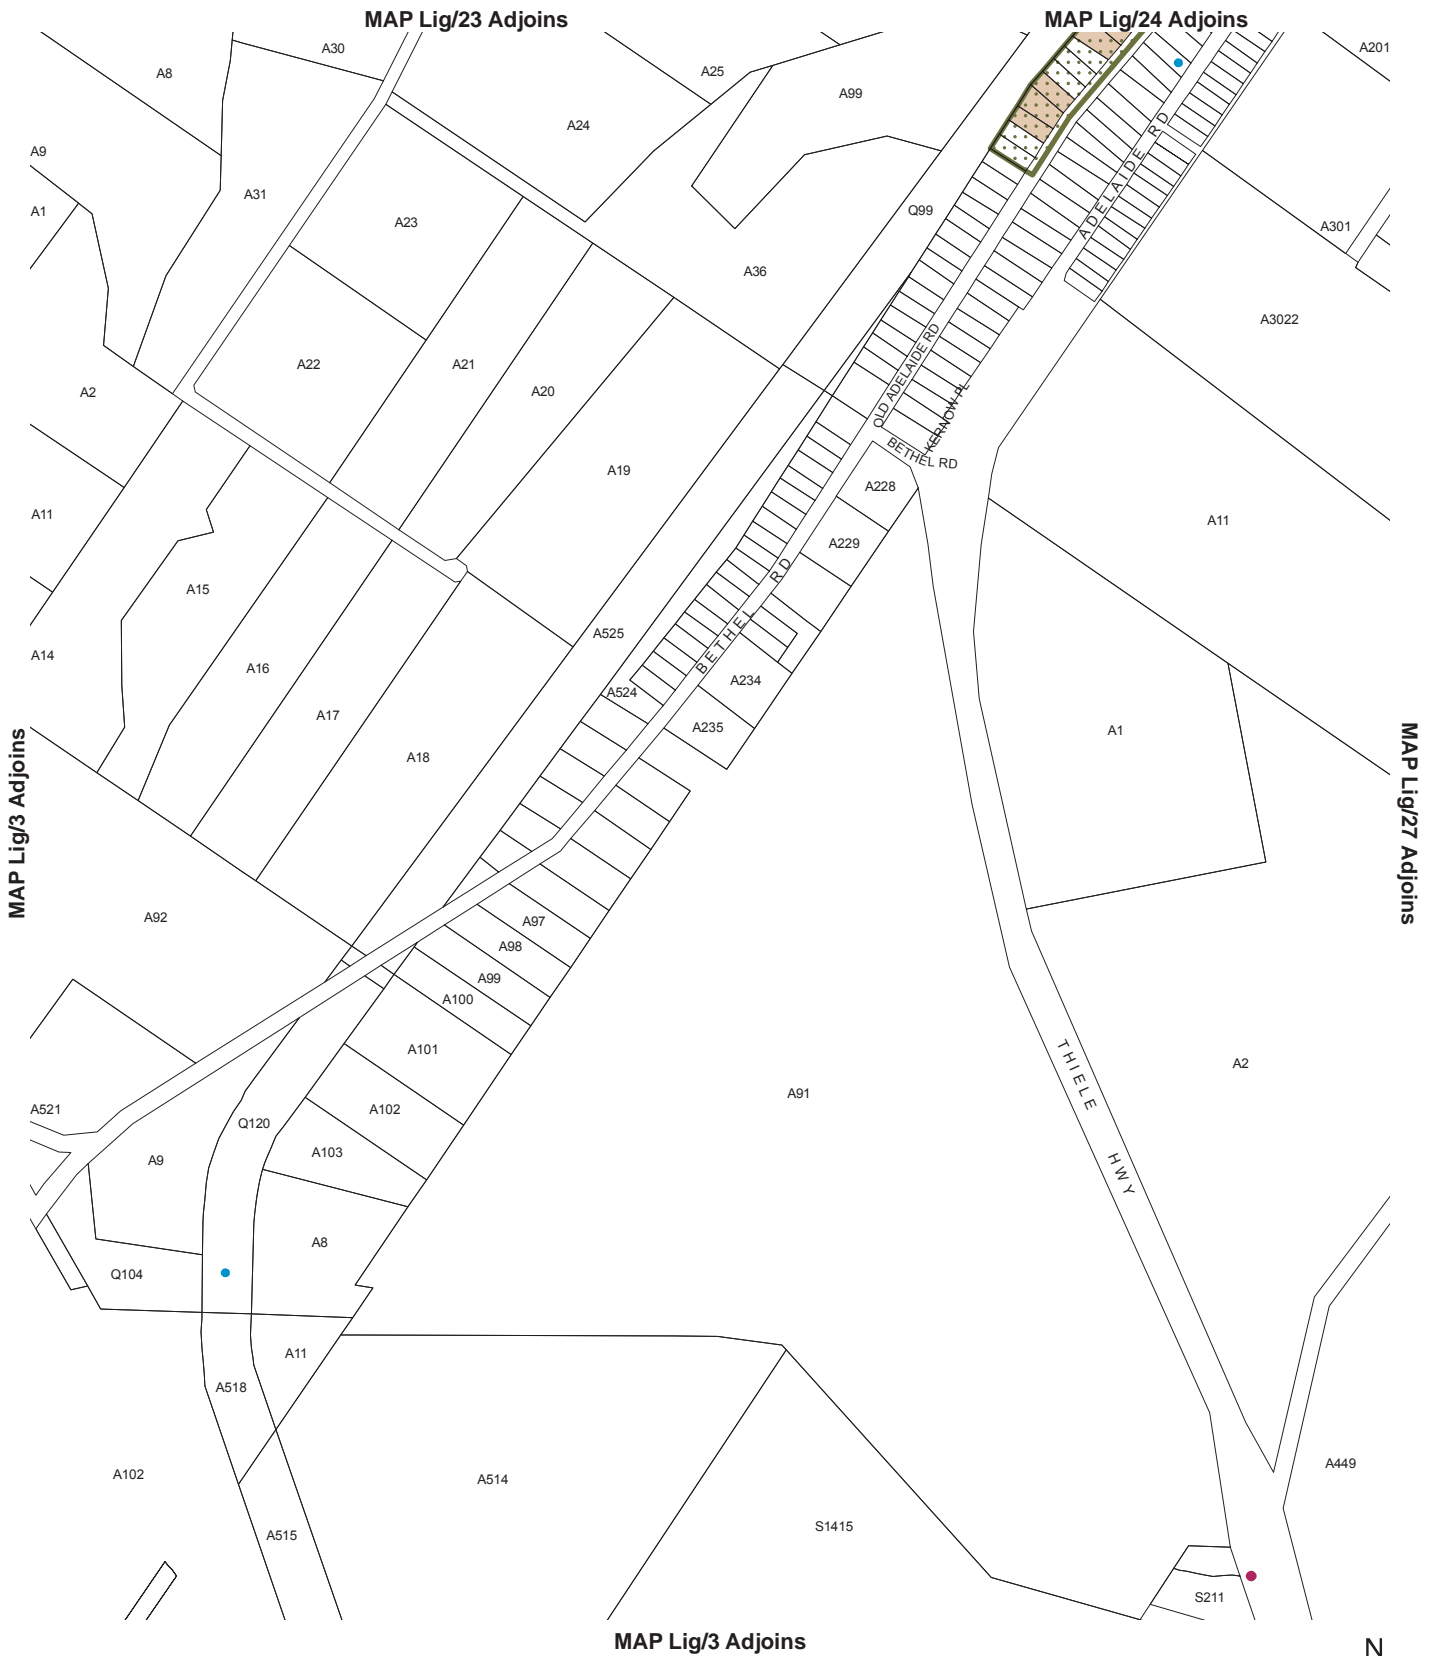 MAP Lig/23 Adjoins
MAP Lig/24 Adjoins
A30
A201
A8
A25
A99
A24
A9
A31
A1
A23
Q99
ADELAIDE RD
A301
A36
A3022
A22
A21
A20
A2
OLD ADELAIDE RD
KERNOW PL
BETHEL RD
A19
A228
A11
A11
A229
BETHEL RD
A15
A525
A14
A16
A524
A234
A17
A235
A1
A18
MAP Lig/3 Adjoins
MAP Lig/27 Adjoins
A92
A97
A98
A99
A100
A101
A2
THIELE HWY
A91
A521
A102
Q120
A103
A9
A8
Q104
A11
A518
A102
A514
A449
S1415
A515
S211
MAP Lig/3 Adjoins
N